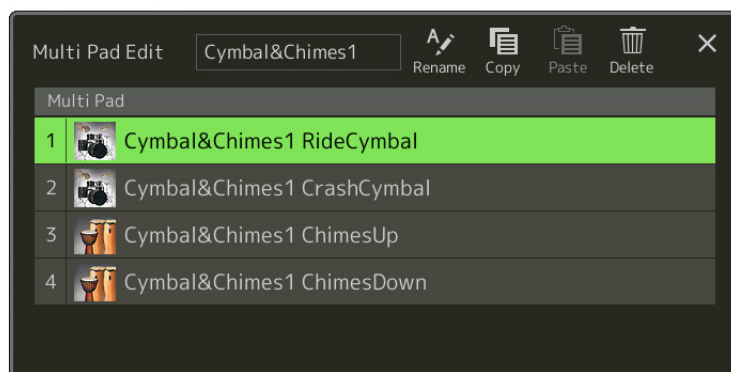 Multi Pad Edit Cymbal&Chimes1 Rename Copy Paste Delete
Multi Pad
1 Cymbal&Chimes1 RideCymbal
2 Cymbal&Chimes1 CrashCymbal
3 Cymbal&Chimes1 ChimesUp
4 Cymbal&Chimes1 ChimesDown